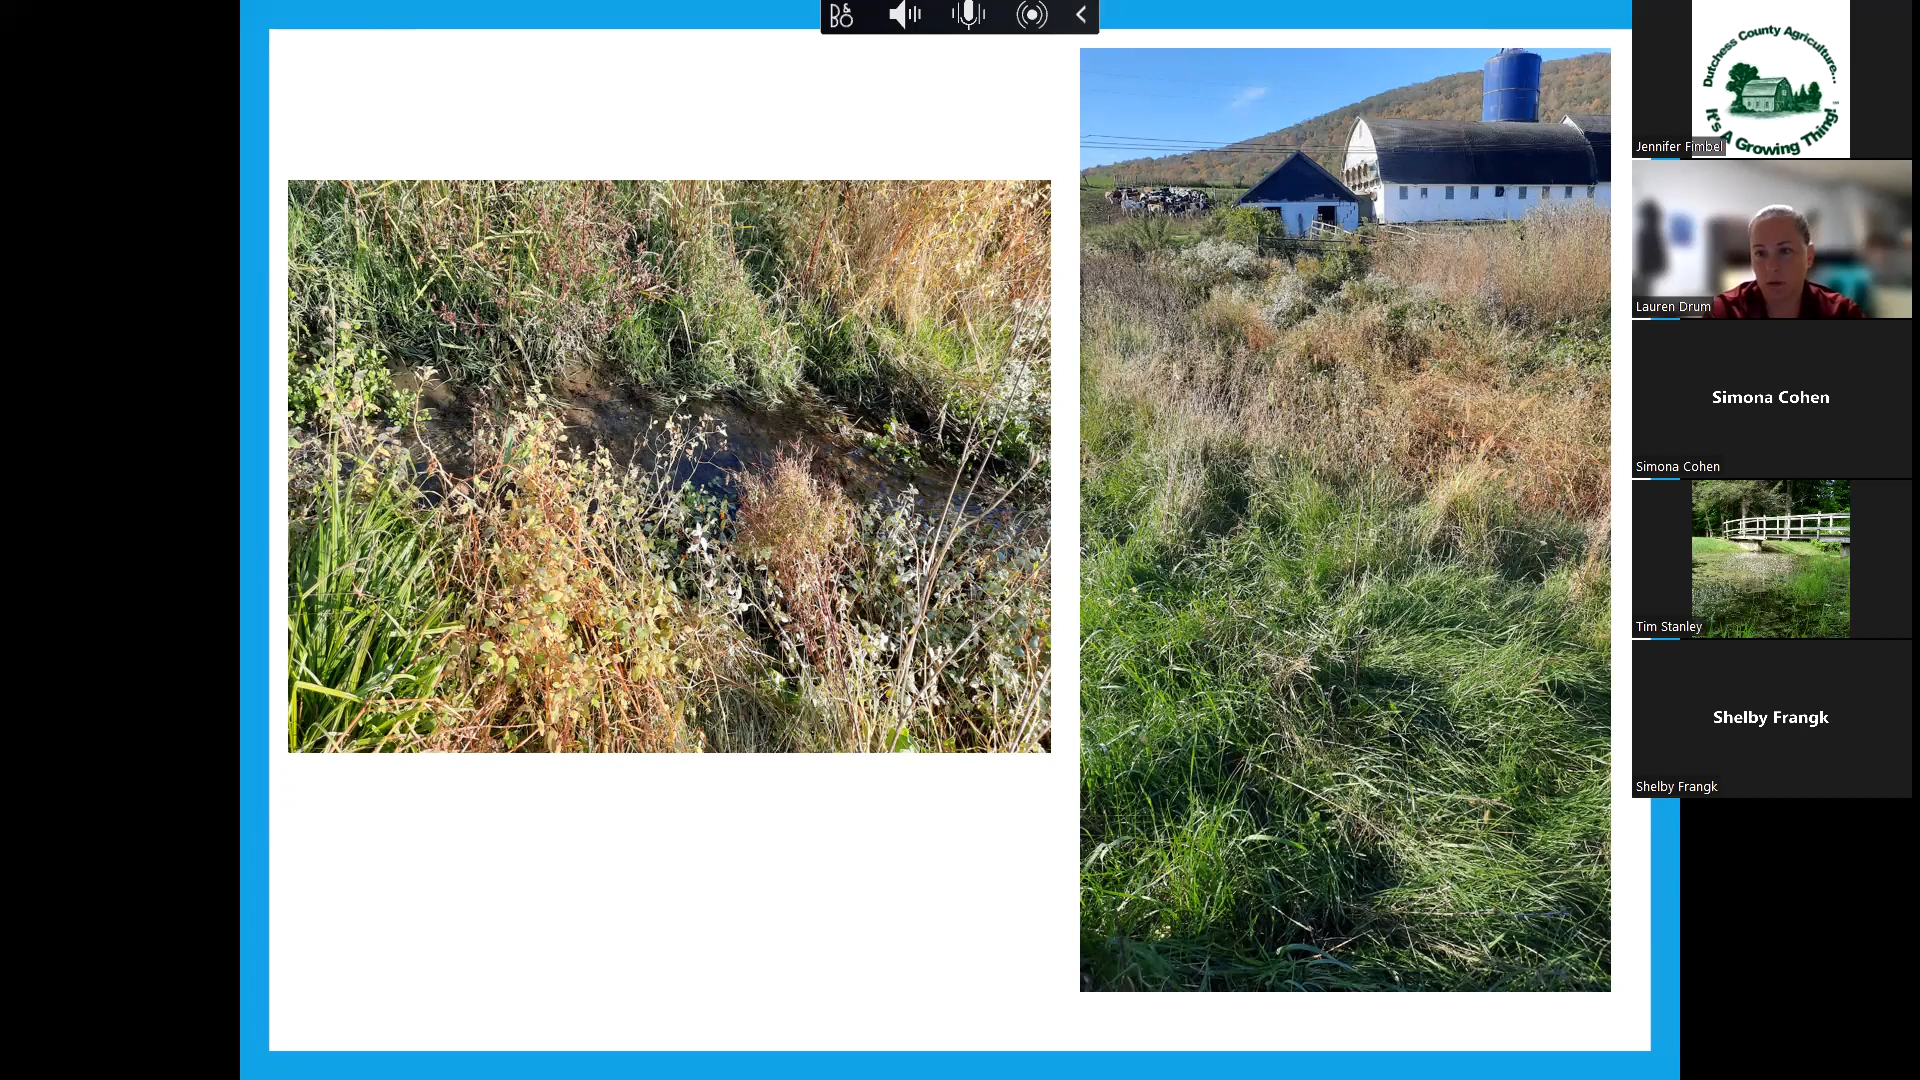 B&O
Dutchess County Agriculture...
It's A Growing Thing!
Jennifer Fimbel
Lauren Drum
Simona Cohen
Simona Cohen
Tim Stanley
Shelby Frangk
Shelby Frangk